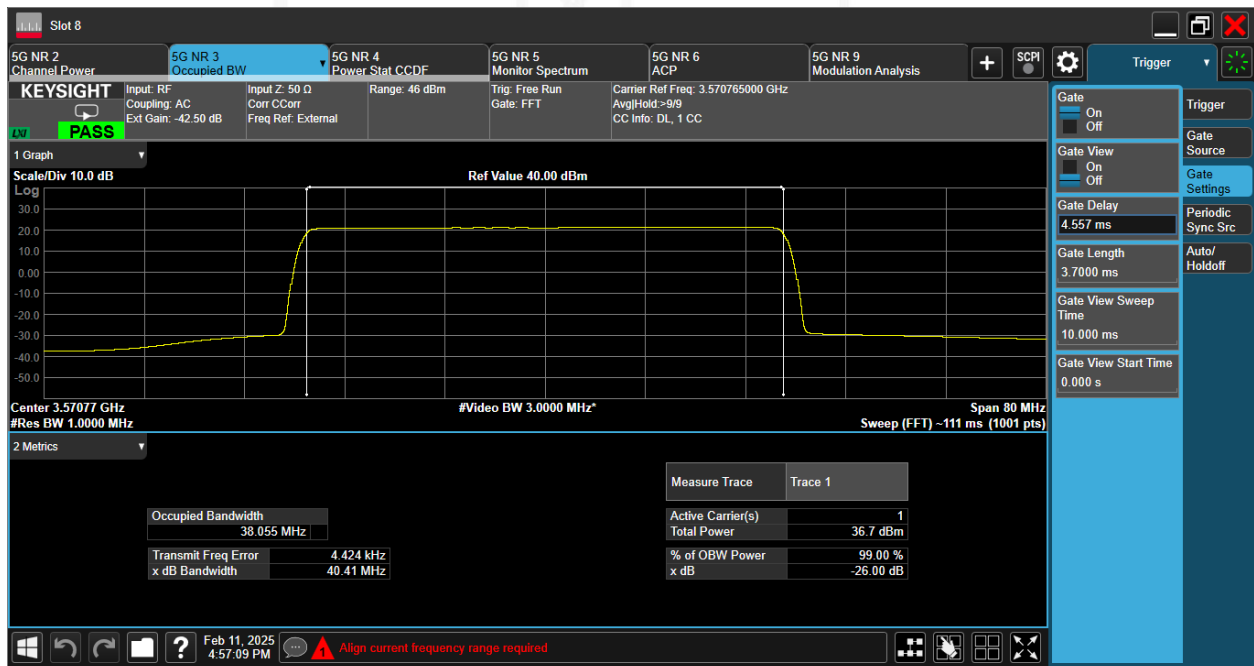 Slot 8
5G NR 2
Channel Power
5G NR 3
Occupied BW
5G NR 4
Power Stat CCDF
5G NR 5
Monitor Spectrum
5G NR 6
ACP
5G NR 9
Modulation Analysis
SCPI
Trigger
KEYSIGHT
LXI
PASS
Input: RF
Coupling: AC
Ext Gain: -42.50 dB
Input Z: 50 Ω
Corr CCorr
Freq Ref: External
Range: 46 dBm
Trig: Free Run
Gate: FFT
Carrier Ref Freq: 3.570765000 GHz
Avg|Hold:>9/9
CC Info: DL, 1 CC
1 Graph
Scale/Div 10.0 dB
Ref Value 40.00 dBm
Log
30.0
20.0
10.0
0.00
-10.0
-20.0
-30.0
-40.0
-50.0
Center 3.57077 GHz
#Video BW 3.0000 MHz*
Span 80 MHz
#Res BW 1.0000 MHz
Sweep (FFT) ~111 ms (1001 pts)
2 Metrics
Measure Trace Trace 1
Occupied Bandwidth
38.055 MHz
Active Carrier(s) 1
Total Power 36.7 dBm
Transmit Freq Error 4.424 kHz
x dB Bandwidth 40.41 MHz
% of OBW Power 99.00 %
x dB -26.00 dB
Gate
On
Off
Gate View
On
Off
Gate Delay
4.557 ms
Gate Length
3.7000 ms
Gate View Sweep
Time
10.000 ms
Gate View Start Time
0.000 s
Trigger
Gate
Source
Gate
Settings
Periodic
Sync Src
Auto/
Holdoff
?
Feb 11, 2025
4:57:09 PM
1
Align current frequency range required